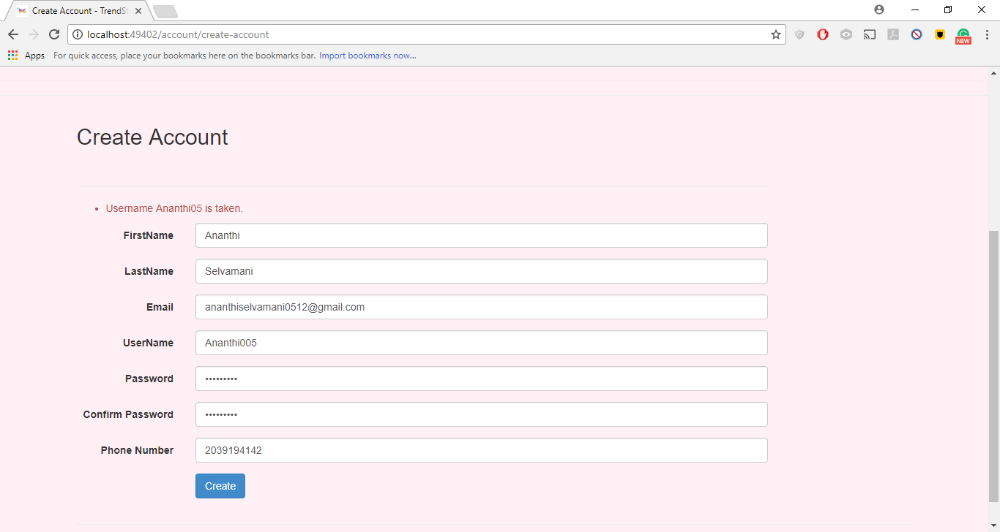 Create Account - TrendSt
localhost:49402/account/create-account
Apps For quick access, place your bookmarks here on the bookmarks bar. Import bookmarks now...
NEW
Create Account
• Username Ananthi05 is taken.
FirstName Ananthi
LastName Selvamani
Email ananthiselvamani0512@gmail.com
UserName Ananthi005
Password •••••••••
Confirm Password •••••••••
Phone Number 2039194142
Create